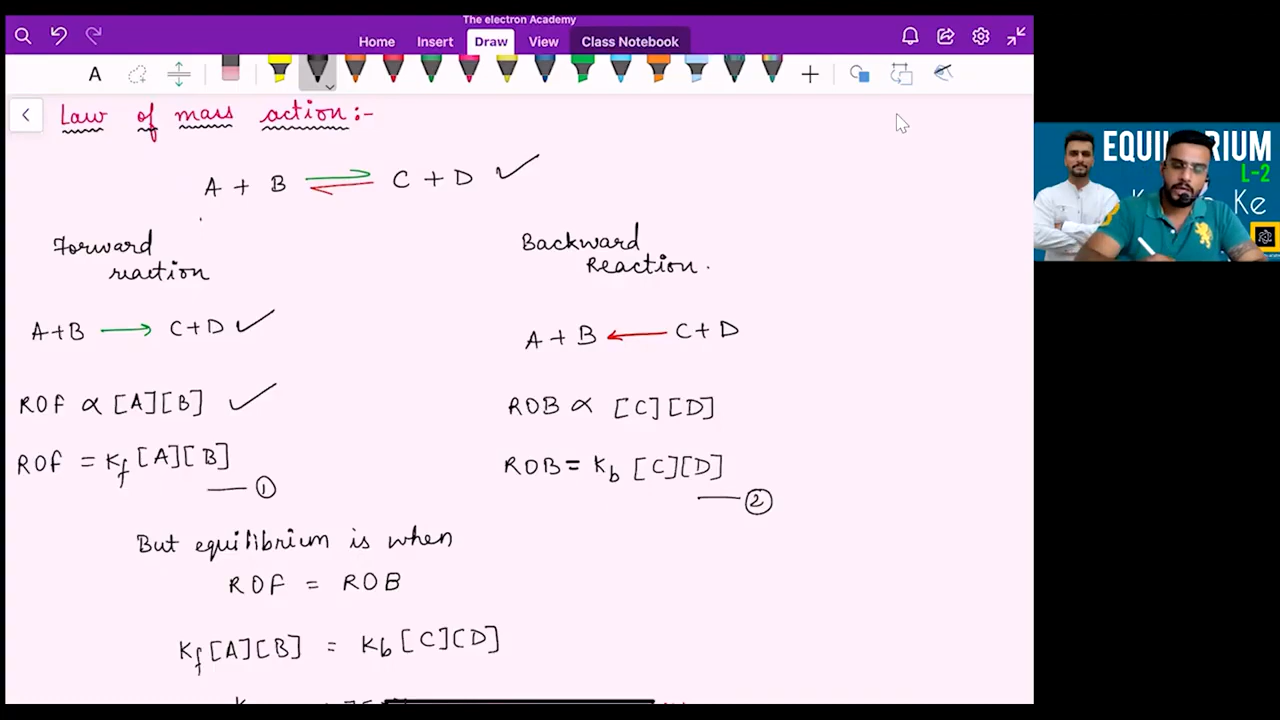 The electron Academy
Home Insert Draw View Class Notebook
A
Law of mass action:-
A + B ⇌ C + D ✓
Forward reaction
A+B → C+D ✓
ROF ∝ [A][B] ✓
ROF = Kf [A][B]
①
Backward Reaction.
A + B ← C + D
ROB ∝ [C][D]
ROB = Kb [C][D]
②
But equilibrium is when
ROF = ROB
Kf[A][B] = Kb[C][D]
EQUILIBRIUM
L-2
Ke